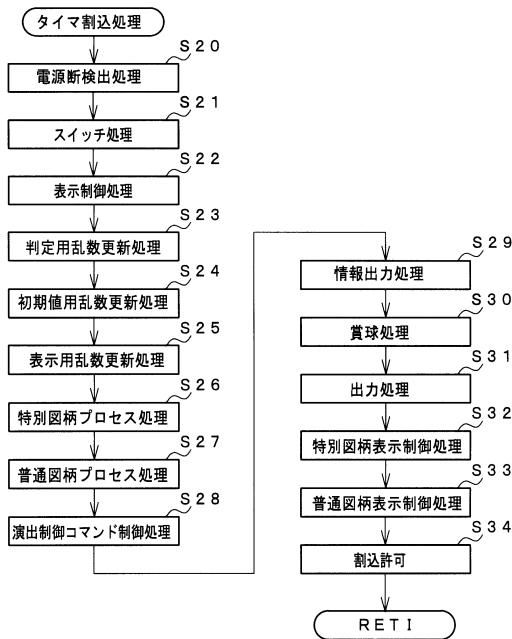 タイマ割込処理
S20
電源断検出処理
S21
スイッチ処理
S22
表示制御処理
S23
判定用乱数更新処理
S24
初期値用乱数更新処理
S25
表示用乱数更新処理
S26
特別図柄プロセス処理
S27
普通図柄プロセス処理
S28
演出制御コマンド制御処理
S29
情報出力処理
S30
賞球処理
S31
出力処理
S32
特別図柄表示制御処理
S33
普通図柄表示制御処理
S34
割込許可
RETI